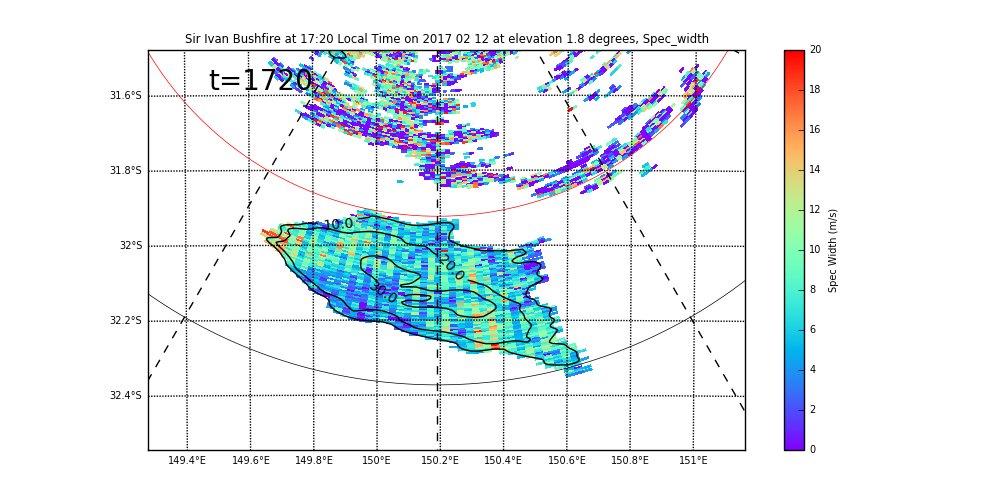 Sir Ivan Bushfire at 17:20 Local Time on 2017 02 12 at elevation 1.8 degrees, Spec_width
t=1720
31.6°S
31.8°S
32°S
32.2°S
32.4°S
10.0
20.0
30.0
149.4°E 149.6°E 149.8°E 150°E 150.2°E 150.4°E 150.6°E 150.8°E 151°E
20
18
16
14
12
10
8
6
4
2
0
Spec Width (m/s)